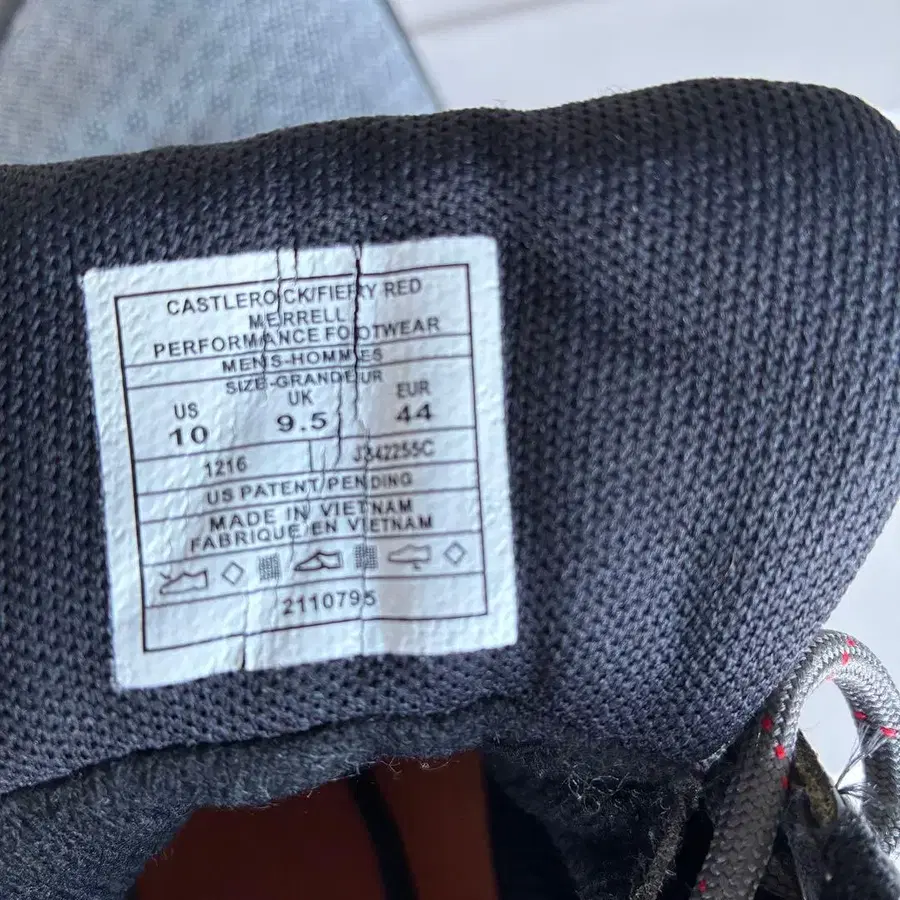 CASTLEROCK/FIERY RED
MERRELL
PERFORMANCE FOOTWEAR
MEN'S-HOMMES
SIZE-GRANDEUR
US UK EUR
10 9.5 44
1216 J342255C
US PATENT PENDING
MADE IN VIETNAM
FABRIQUE EN VIETNAM
2110795